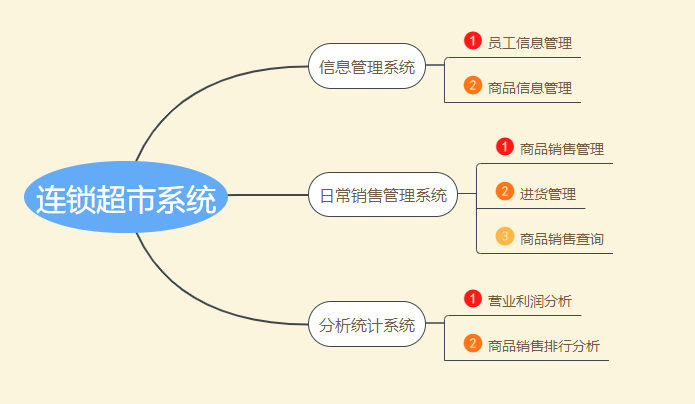 连锁超市系统
信息管理系统
1 员工信息管理
2 商品信息管理
日常销售管理系统
1 商品销售管理
2 进货管理
3 商品销售查询
分析统计系统
1 营业利润分析
2 商品销售排行分析